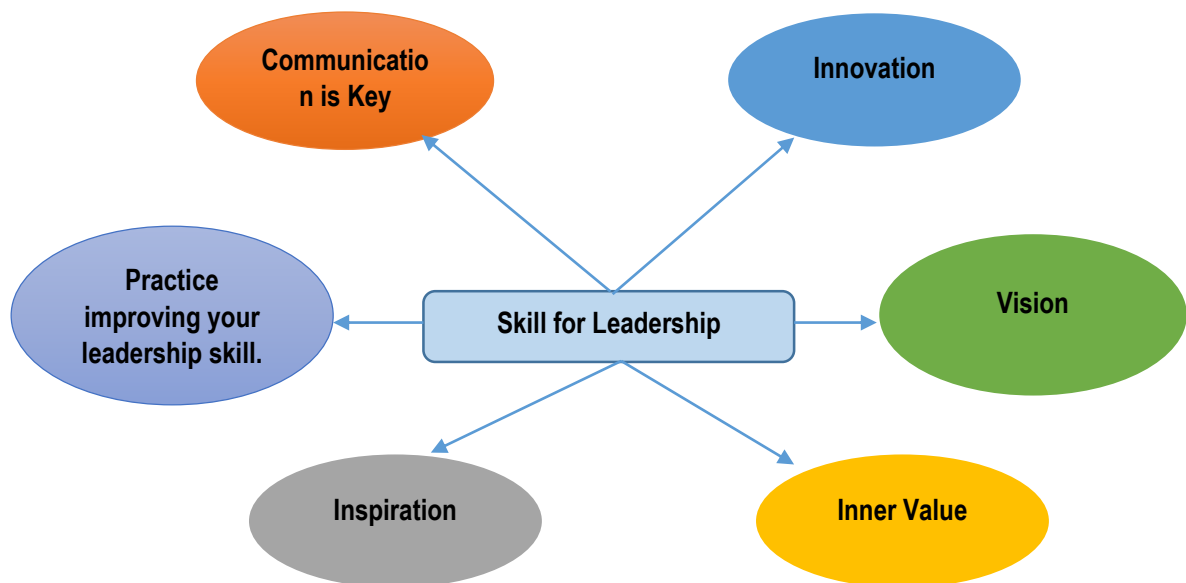 Communicatio
n is Key
Innovation
Practice
improving your
leadership skill.
Skill for Leadership
Vision
Inspiration
Inner Value